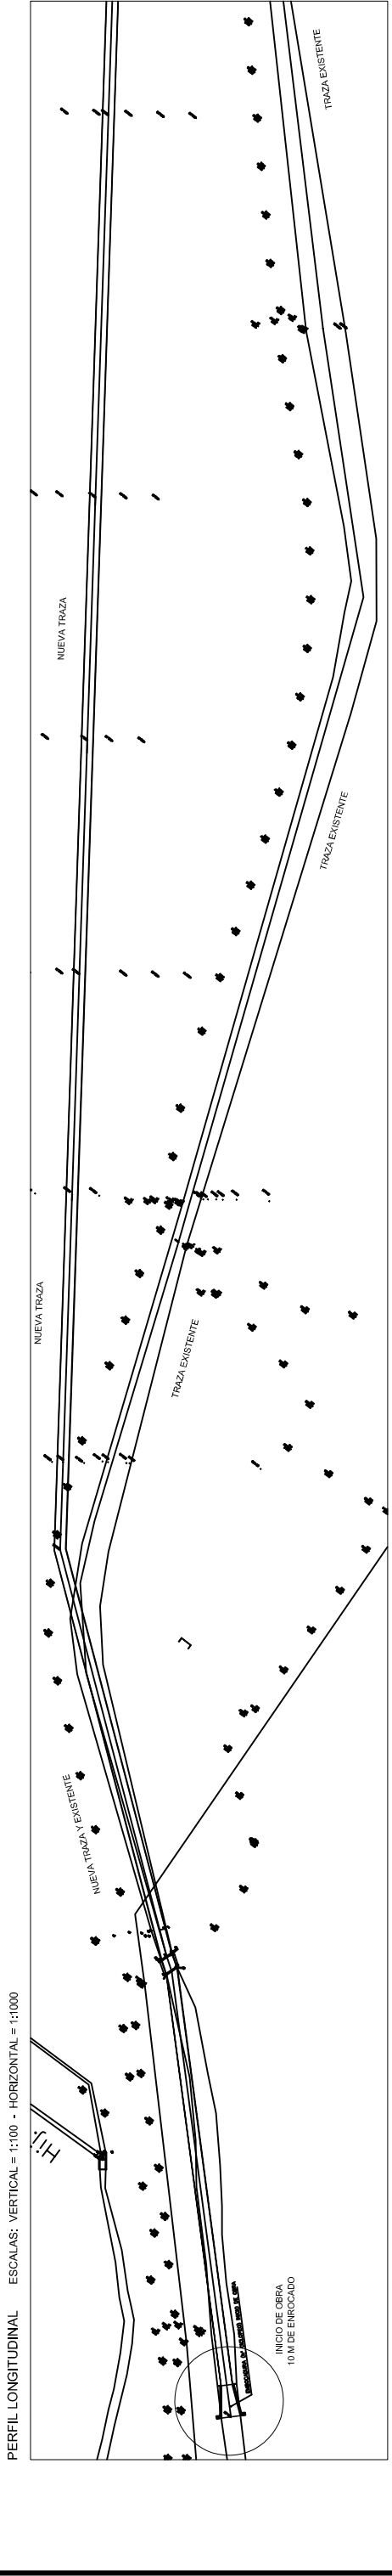 PERFIL LONGITUDINAL ESCALAS: VERTICAL = 1:100 - HORIZONTAL = 1:1000
TRAZA EXISTENTE
NUEVA TRAZA
TRAZA EXISTENTE
NUEVA TRAZA
TRAZA EXISTENTE
NUEVA TRAZA Y EXISTENTE
Hij
INICIO DE OBRA
10 M DE ENROCADO